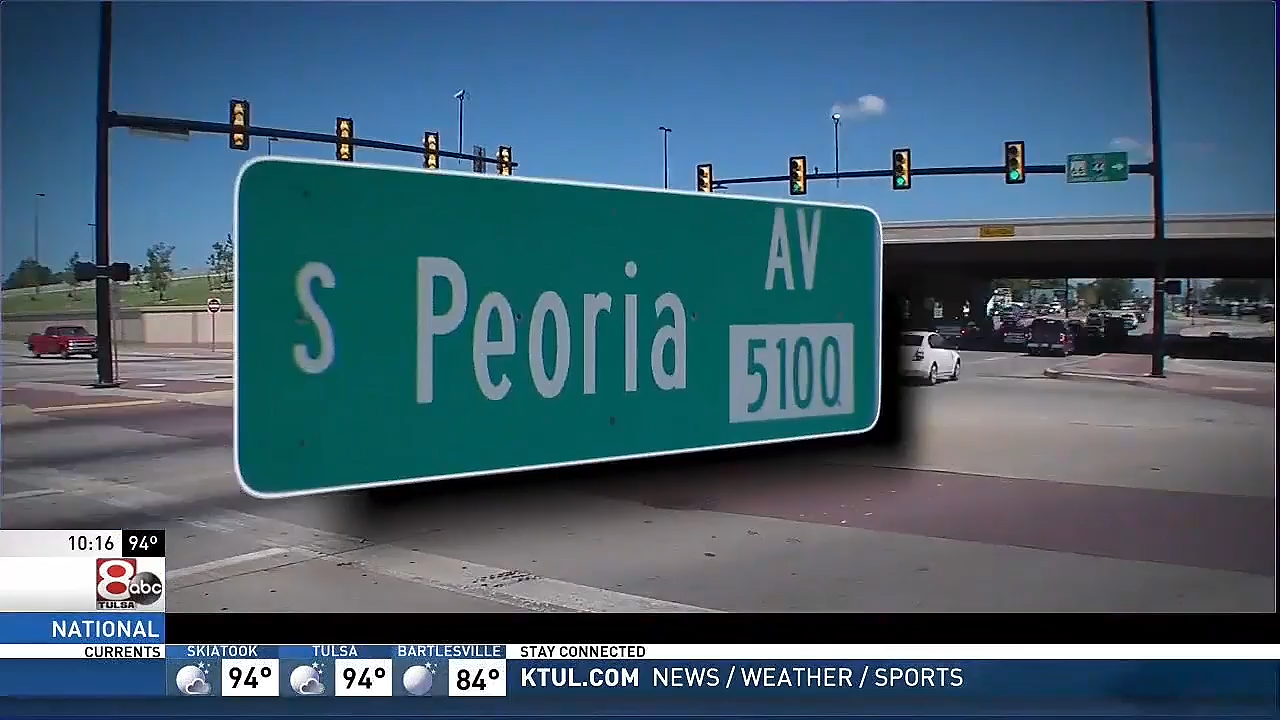 S Peoria AV
5100
10:16 94°
8 abc
TULSA
NATIONAL
CURRENTS
SKIATOOK TULSA BARTLESVILLE STAY CONNECTED
94° 94° 84° KTUL.COM NEWS / WEATHER / SPORTS